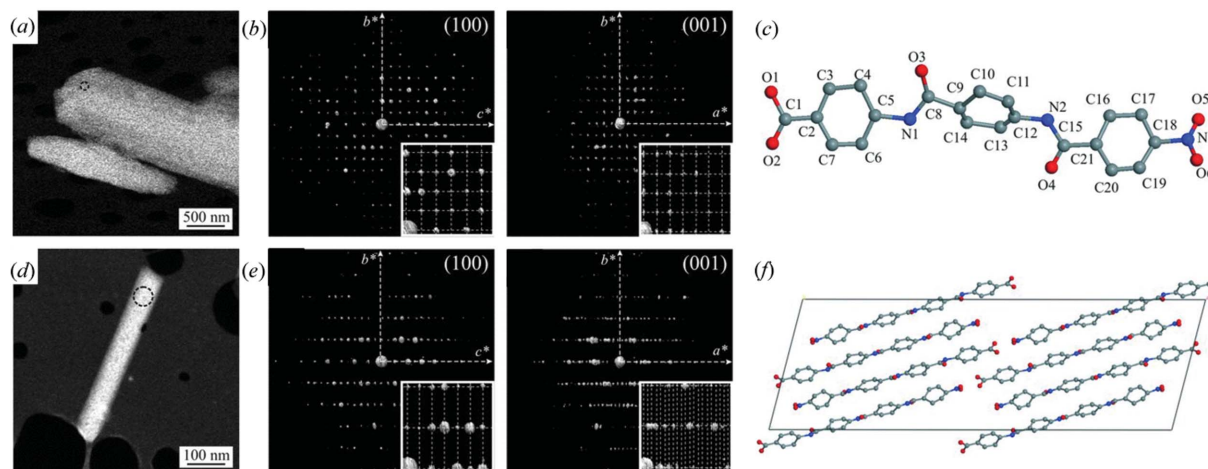 (a)
500 nm
(b)
b*
(100)
c*
b*
(001)
a*
(c)
O1
C3
C4
O3
C10
C11
C9
C1
C2
C5
C8
N2
C16
C17
O5
N1
C14
C12
C15
C18
O2
C7
C6
C13
O4
C21
C20
C19
(d)
100 nm
(e)
b*
(100)
c*
b*
(001)
a*
(f)